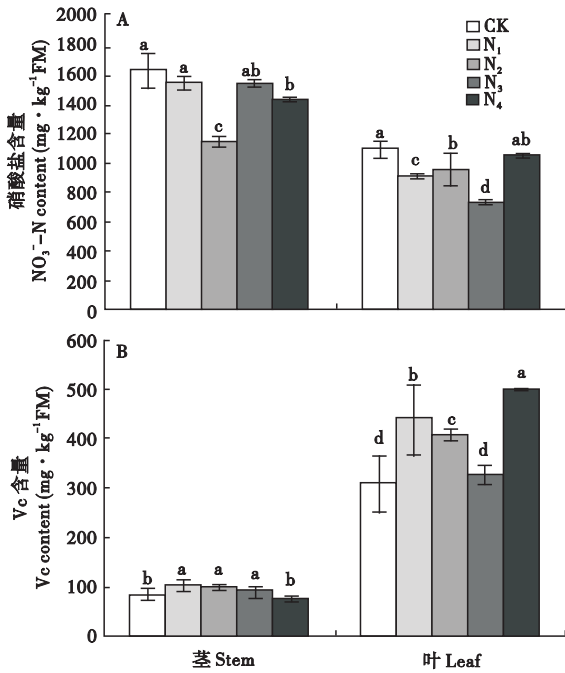 A
硝酸盐含量
NO₃⁻-N content (mg·kg⁻¹FM)
2000
1800
1600
1400
1200
1000
800
600
400
200
0
CK
N₁
N₂
N₃
N₄
a
a
c
ab
b
a
c
b
d
ab
B
Vc 含量
Vc content (mg·kg⁻¹FM)
600
500
400
300
200
100
0
b
a
a
a
b
d
b
c
d
a
茎 Stem
叶 Leaf